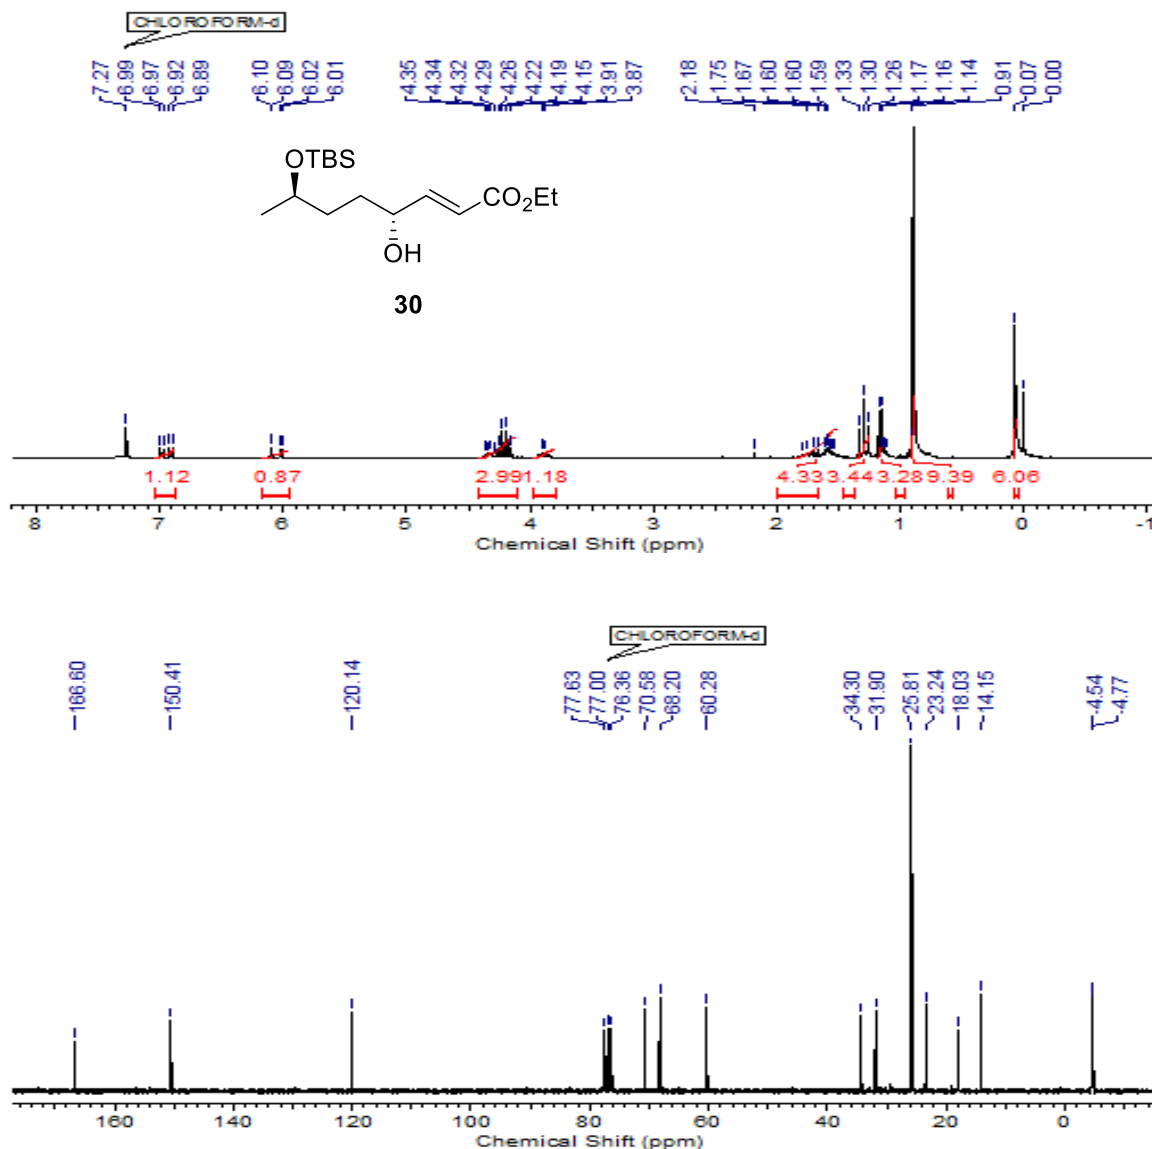 CHLOROFORM-d
7.27 6.99 6.97 6.92 6.89 6.10 6.09 6.02 6.01 4.35 4.34 4.32 4.29 4.26 4.22 4.19 4.15 3.91 3.87 2.18 1.75 1.67 1.60 1.60 1.59 1.33 1.30 1.26 1.17 1.16 1.14 0.91 0.07 0.00
OTBS
CO2Et
OH
30
1.12 0.87 2.99 1.18 4.33 3.44 3.28 9.39 6.06
8 7 6 5 4 3 2 1 0 -1
Chemical Shift (ppm)
CHLOROFORM-d
166.60 150.41 120.14 77.63 77.00 76.36 70.58 68.20 60.28 34.30 31.90 25.81 23.24 18.03 14.15 -4.54 -4.77
160 140 120 100 80 60 40 20 0
Chemical Shift (ppm)